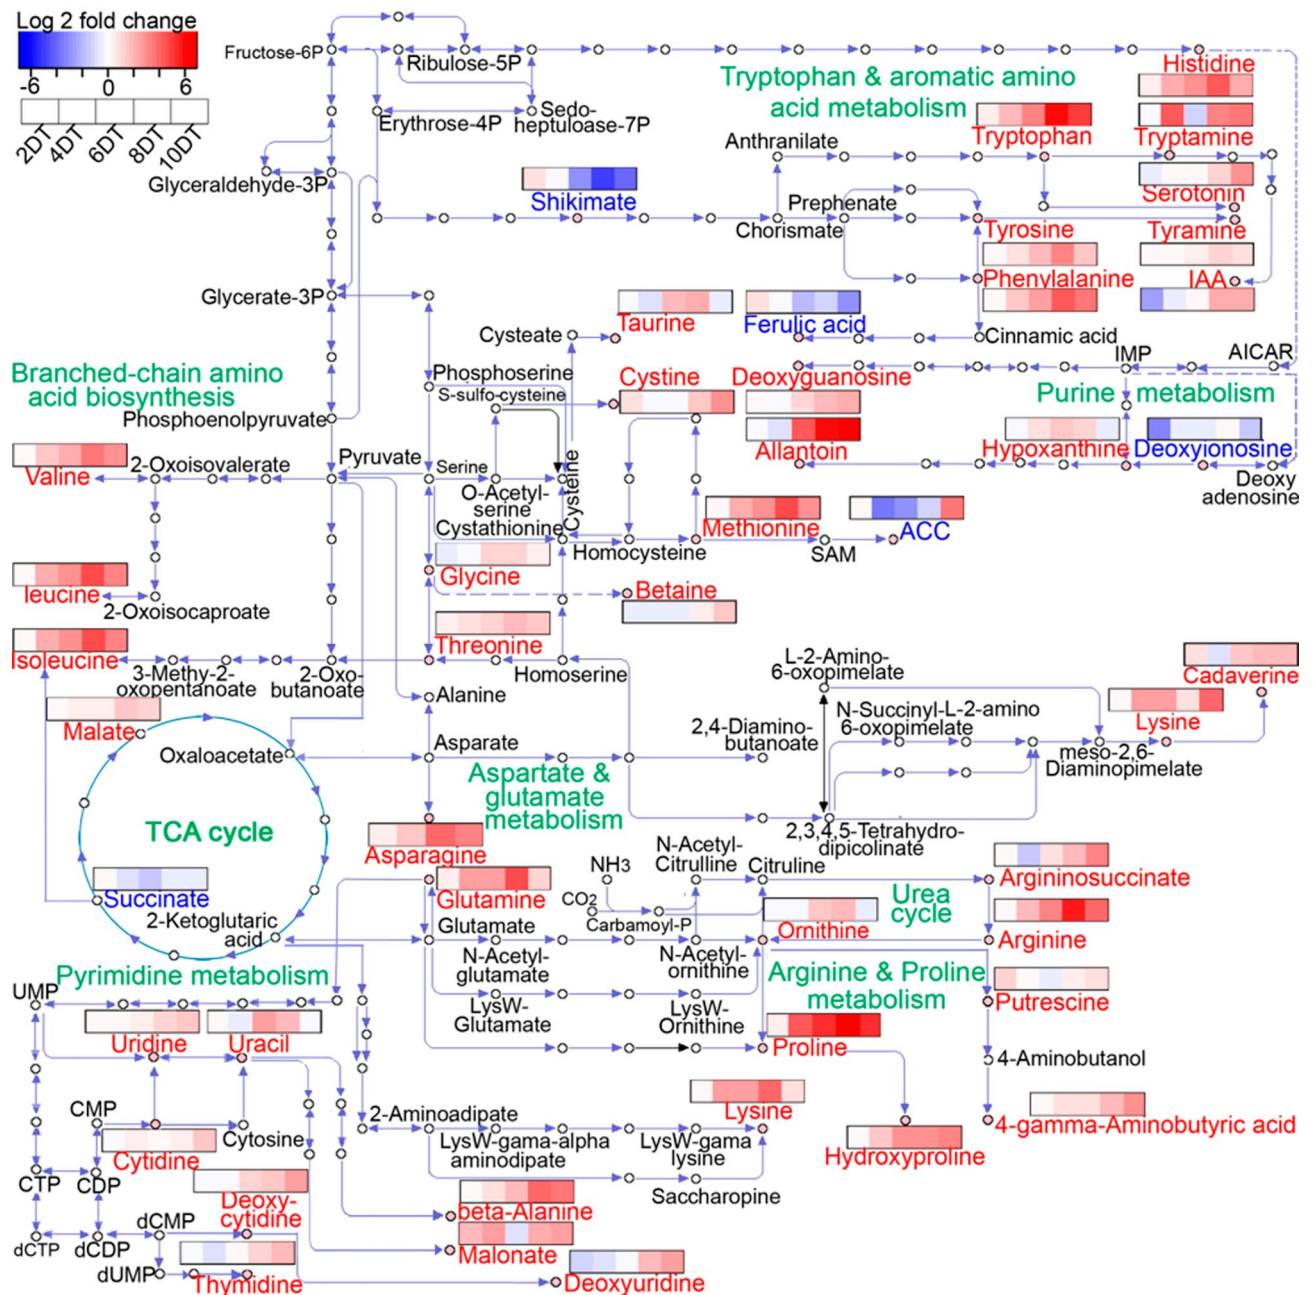 Log 2 fold change
-6 0 6
2DT 4DT 6DT 8DT 10DT
Fructose-6P
Ribulose-5P
Erythrose-4P
Sedo-
heptuloase-7P
Glyceraldehyde-3P
Shikimate
Tryptophan & aromatic amino
acid metabolism
Histidine
Tryptophan
Tryptamine
Anthranilate
Serotonin
Prephenate
Chorismate
Tyrosine
Tyramine
Phenylalanine
IAA
Glycerate-3P
Taurine
Ferulic acid
Cysteate
Cinnamic acid
IMP
AICAR
Branched-chain amino
acid biosynthesis
Phosphoserine
S-sulfo-cysteine
Cystine
Deoxyguanosine
Purine metabolism
Phosphoenolpyruvate
Allantoin
Hypoxanthine
Deoxyionosine
Valine
2-Oxoisovalerate
Pyruvate
Serine
O-Acetyl-
serine
Cysteine
Deoxy
adenosine
Cystathionine
Homocysteine
Methionine
SAM
ACC
Glycine
Betaine
leucine
2-Oxoisocaproate
Threonine
Isoleucine
3-Methy-2-
oxopentanoate
2-Oxo-
butanoate
Homoserine
L-2-Amino-
6-oxopimelate
Cadaverine
Alanine
Malate
Oxaloacetate
Asparate
2,4-Diamino-
butanoate
N-Succinyl-L-2-amino
6-oxopimelate
Lysine
meso-2,6-
Diaminopimelate
Aspartate &
glutamate
metabolism
TCA cycle
Asparagine
2,3,4,5-Tetrahydro-
dipicolinate
Succinate
Glutamine
NH3
N-Acetyl-
Citrulline
Citruline
Argininosuccinate
CO2
Carbamoyl-P
Urea
cycle
2-Ketoglutaric
acid
Glutamate
N-Acetyl-
glutamate
N-Acetyl-
ornithine
Ornithine
Arginine
Pyrimidine metabolism
Arginine & Proline
metabolism
UMP
LysW-
Glutamate
LysW-
Ornithine
Putrescine
Uridine
Uracil
Proline
4-Aminobutanol
CMP
Cytosine
2-Aminoadipate
LysW-gama-alpha
aminodipate
LysW-gama
lysine
Lysine
4-gamma-Aminobutyric acid
Cytidine
Hydroxyproline
CTP
CDP
Saccharopine
Deoxy-
cytidine
beta-Alanine
dCTP
dCDP
dCMP
Malonate
dUMP
Thymidine
Deoxyuridine